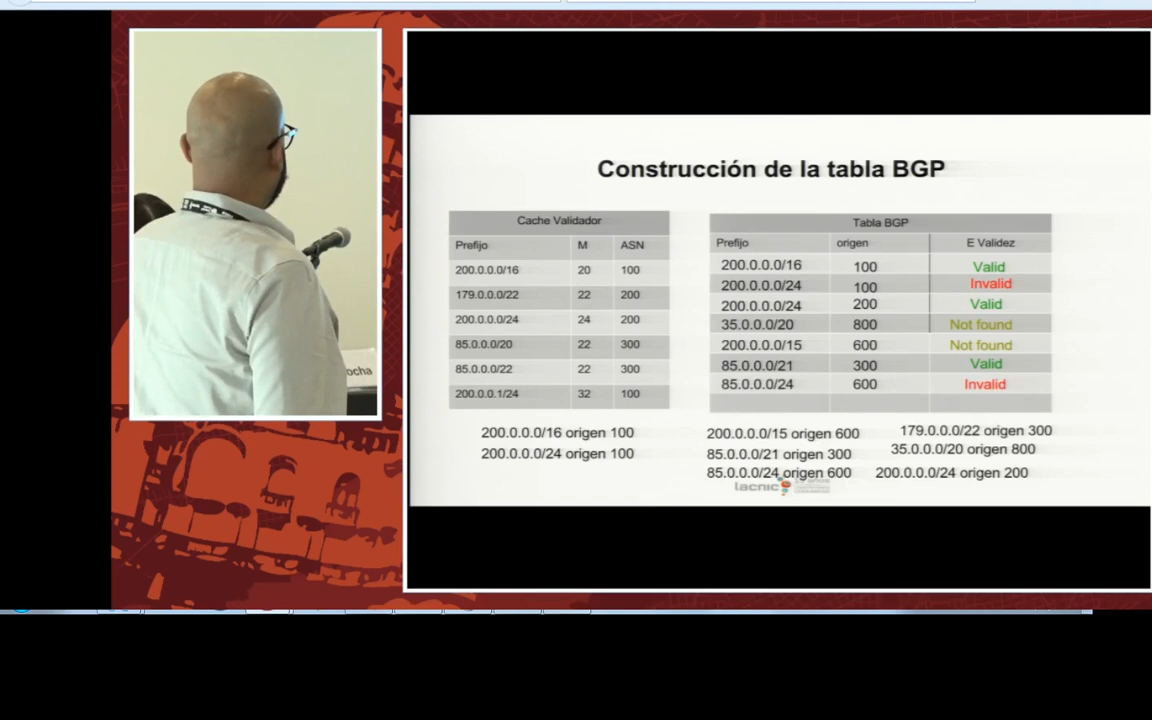 Construcción de la tabla BGP
Cache Validador
Prefijo M ASN
200.0.0.0/16 20 100
179.0.0.0/22 22 200
200.0.0.0/24 24 200
85.0.0.0/20 22 300
85.0.0.0/22 22 300
200.0.0.1/24 32 100
Tabla BGP
Prefijo origen E Validez
200.0.0.0/16 100 Valid
200.0.0.0/24 100 Invalid
200.0.0.0/24 200 Valid
35.0.0.0/20 800 Not found
200.0.0.0/15 600 Not found
85.0.0.0/21 300 Valid
85.0.0.0/24 600 Invalid
200.0.0.0/16 origen 100
200.0.0.0/24 origen 100
200.0.0.0/15 origen 600
85.0.0.0/21 origen 300
85.0.0.0/24 origen 600
179.0.0.0/22 origen 300
35.0.0.0/20 origen 800
200.0.0.0/24 origen 200
lacnic
ocha